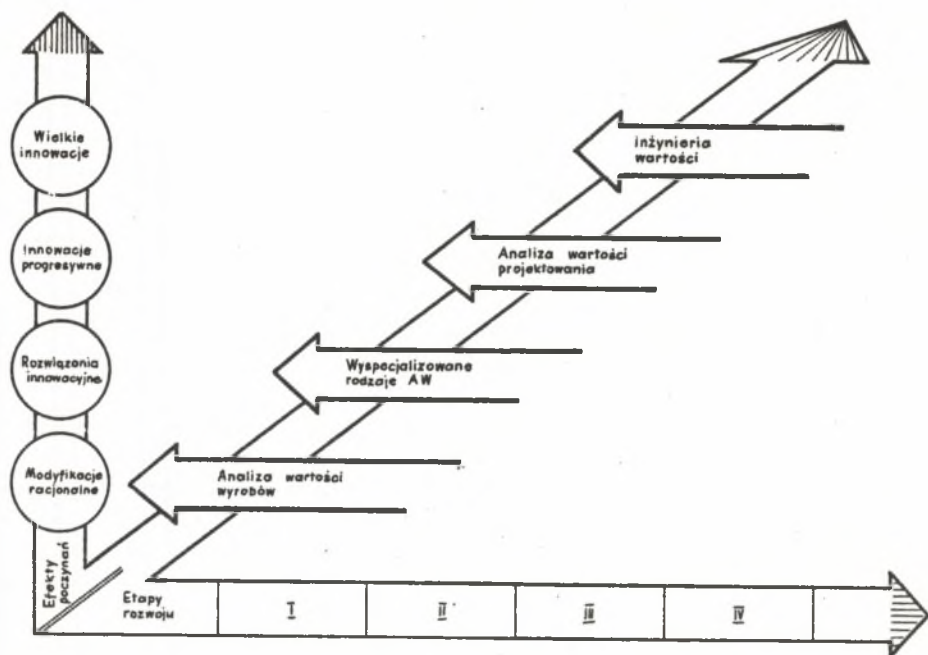 Wielkie
innowacje
Innowacje
progresywne
Rozwiązania
innowacyjne
Modyfikacje
racjonalne
Efekty
poczynań
Inżynieria
wartości
Analiza wartości
projektowania
Wyspecjalizowane
rodzaje AW
Analiza wartości
wyrobów
Etapy
rozwoju
I
II
III
IV